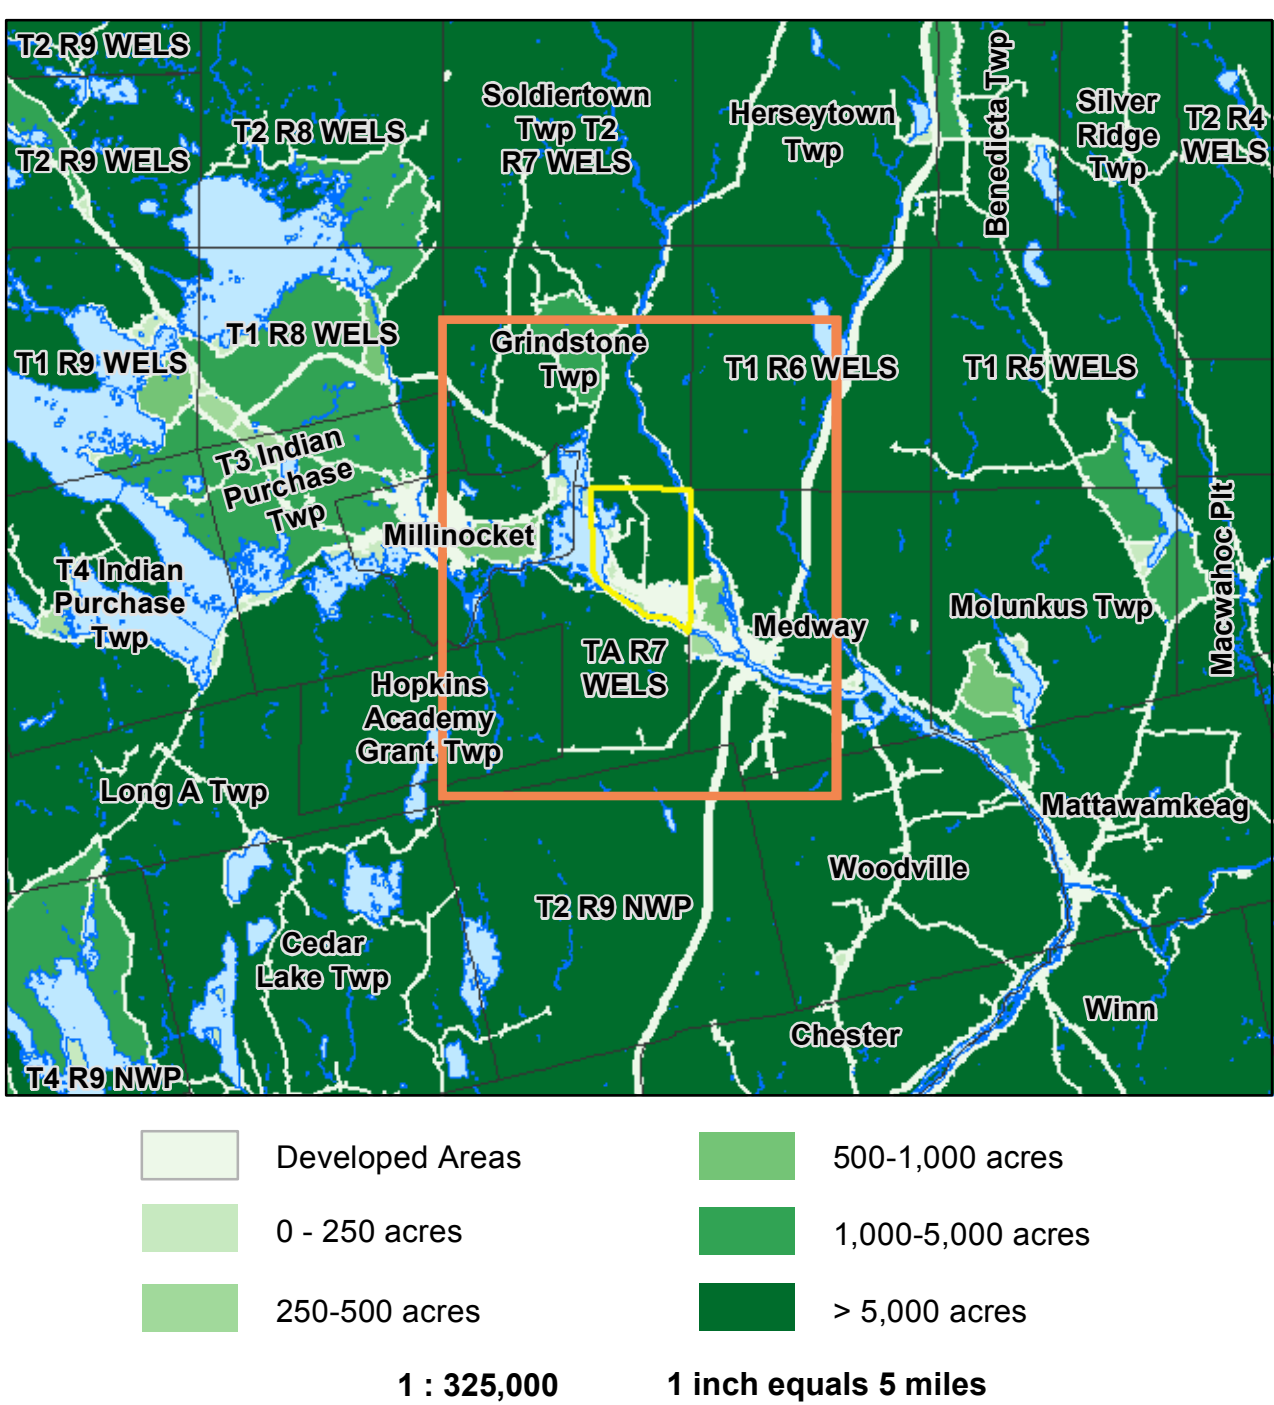 T2 R9 WELS
Soldiertown
Twp T2
R7 WELS
Herseytown
Twp
Benedicta Twp
Silver
Ridge
Twp
T2 R4
WELS
T2 R8 WELS
T2 R9 WELS
T1 R8 WELS
T1 R9 WELS
Grindstone
Twp
T1 R6 WELS
T1 R5 WELS
T3 Indian
Purchase
Twp
Millinocket
Macwahoc Plt
T4 Indian
Purchase
Twp
Molunkus Twp
Medway
TA R7
WELS
Hopkins
Academy
Grant Twp
Long A Twp
Mattawamkeag
Woodville
T2 R9 NWP
Cedar
Lake Twp
Winn
Chester
T4 R9 NWP
Developed Areas
0 - 250 acres
250-500 acres
500-1,000 acres
1,000-5,000 acres
> 5,000 acres
1 : 325,000
1 inch equals 5 miles